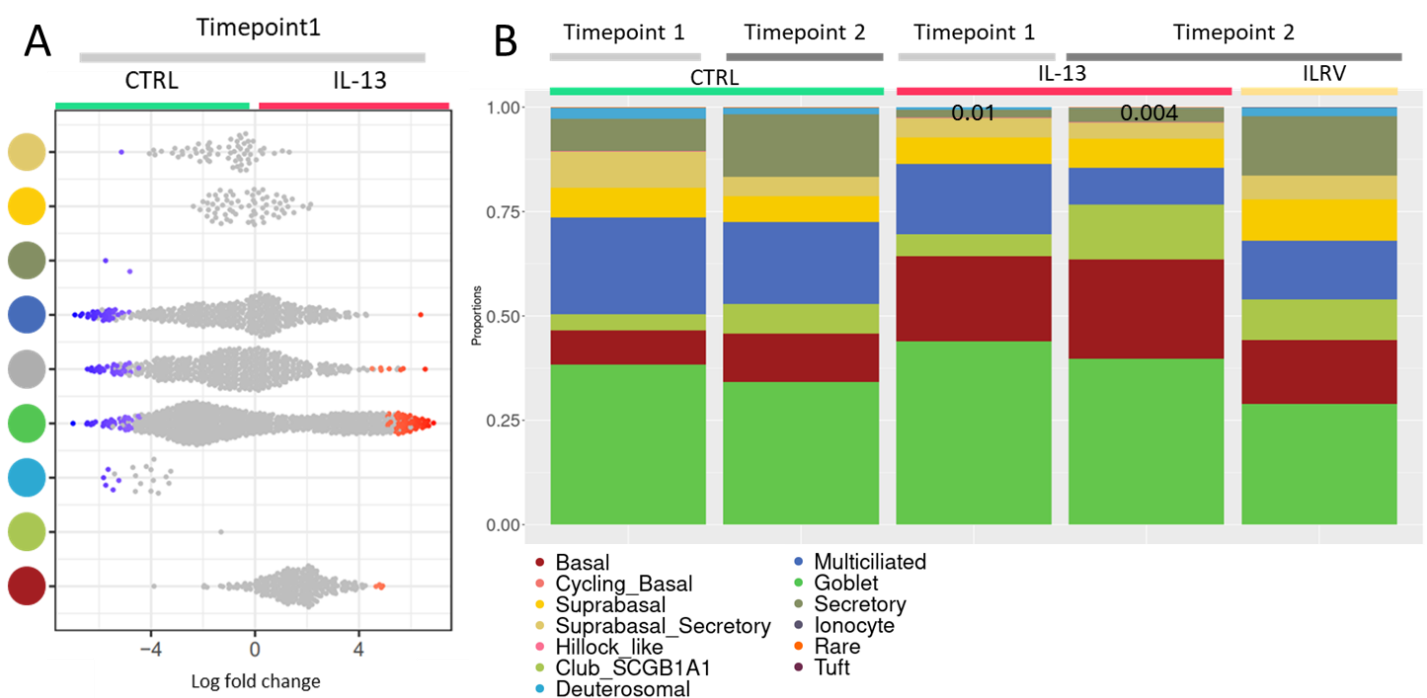 A
Timepoint1
CTRL IL-13
−4 0 4
Log fold change
B
Timepoint 1 Timepoint 2 Timepoint 1 Timepoint 2
CTRL IL-13 ILRV
1.00
0.75
0.50
0.25
0.00
Proportions
0.01 0.004
Basal
Cycling_Basal
Suprabasal
Suprabasal_Secretory
Hillock_like
Club_SCGB1A1
Deuterosomal
Multiciliated
Goblet
Secretory
Ionocyte
Rare
Tuft